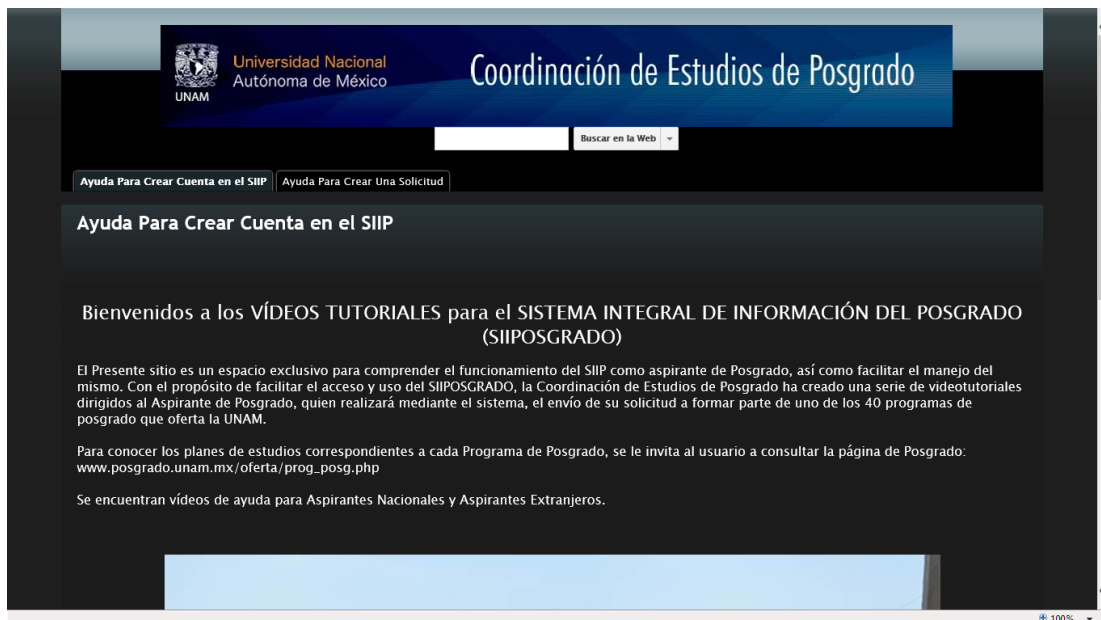 Universidad Nacional
Autónoma de México
UNAM
Coordinación de Estudios de Posgrado
Buscar en la Web
Ayuda Para Crear Cuenta en el SIIP
Ayuda Para Crear Una Solicitud
Ayuda Para Crear Cuenta en el SIIP
Bienvenidos a los VÍDEOS TUTORIALES para el SISTEMA INTEGRAL DE INFORMACIÓN DEL POSGRADO
(SIIPOSGRADO)
El Presente sitio es un espacio exclusivo para comprender el funcionamiento del SIIP como aspirante de Posgrado, así como facilitar el manejo del
mismo. Con el propósito de facilitar el acceso y uso del SIIPOSGRADO, la Coordinación de Estudios de Posgrado ha creado una serie de videotutoriales
dirigidos al Aspirante de Posgrado, quien realizará mediante el sistema, el envío de su solicitud a formar parte de uno de los 40 programas de
posgrado que oferta la UNAM.
Para conocer los planes de estudios correspondientes a cada Programa de Posgrado, se le invita al usuario a consultar la página de Posgrado:
www.posgrado.unam.mx/oferta/prog_posg.php
Se encuentran vídeos de ayuda para Aspirantes Nacionales y Aspirantes Extranjeros.
100%